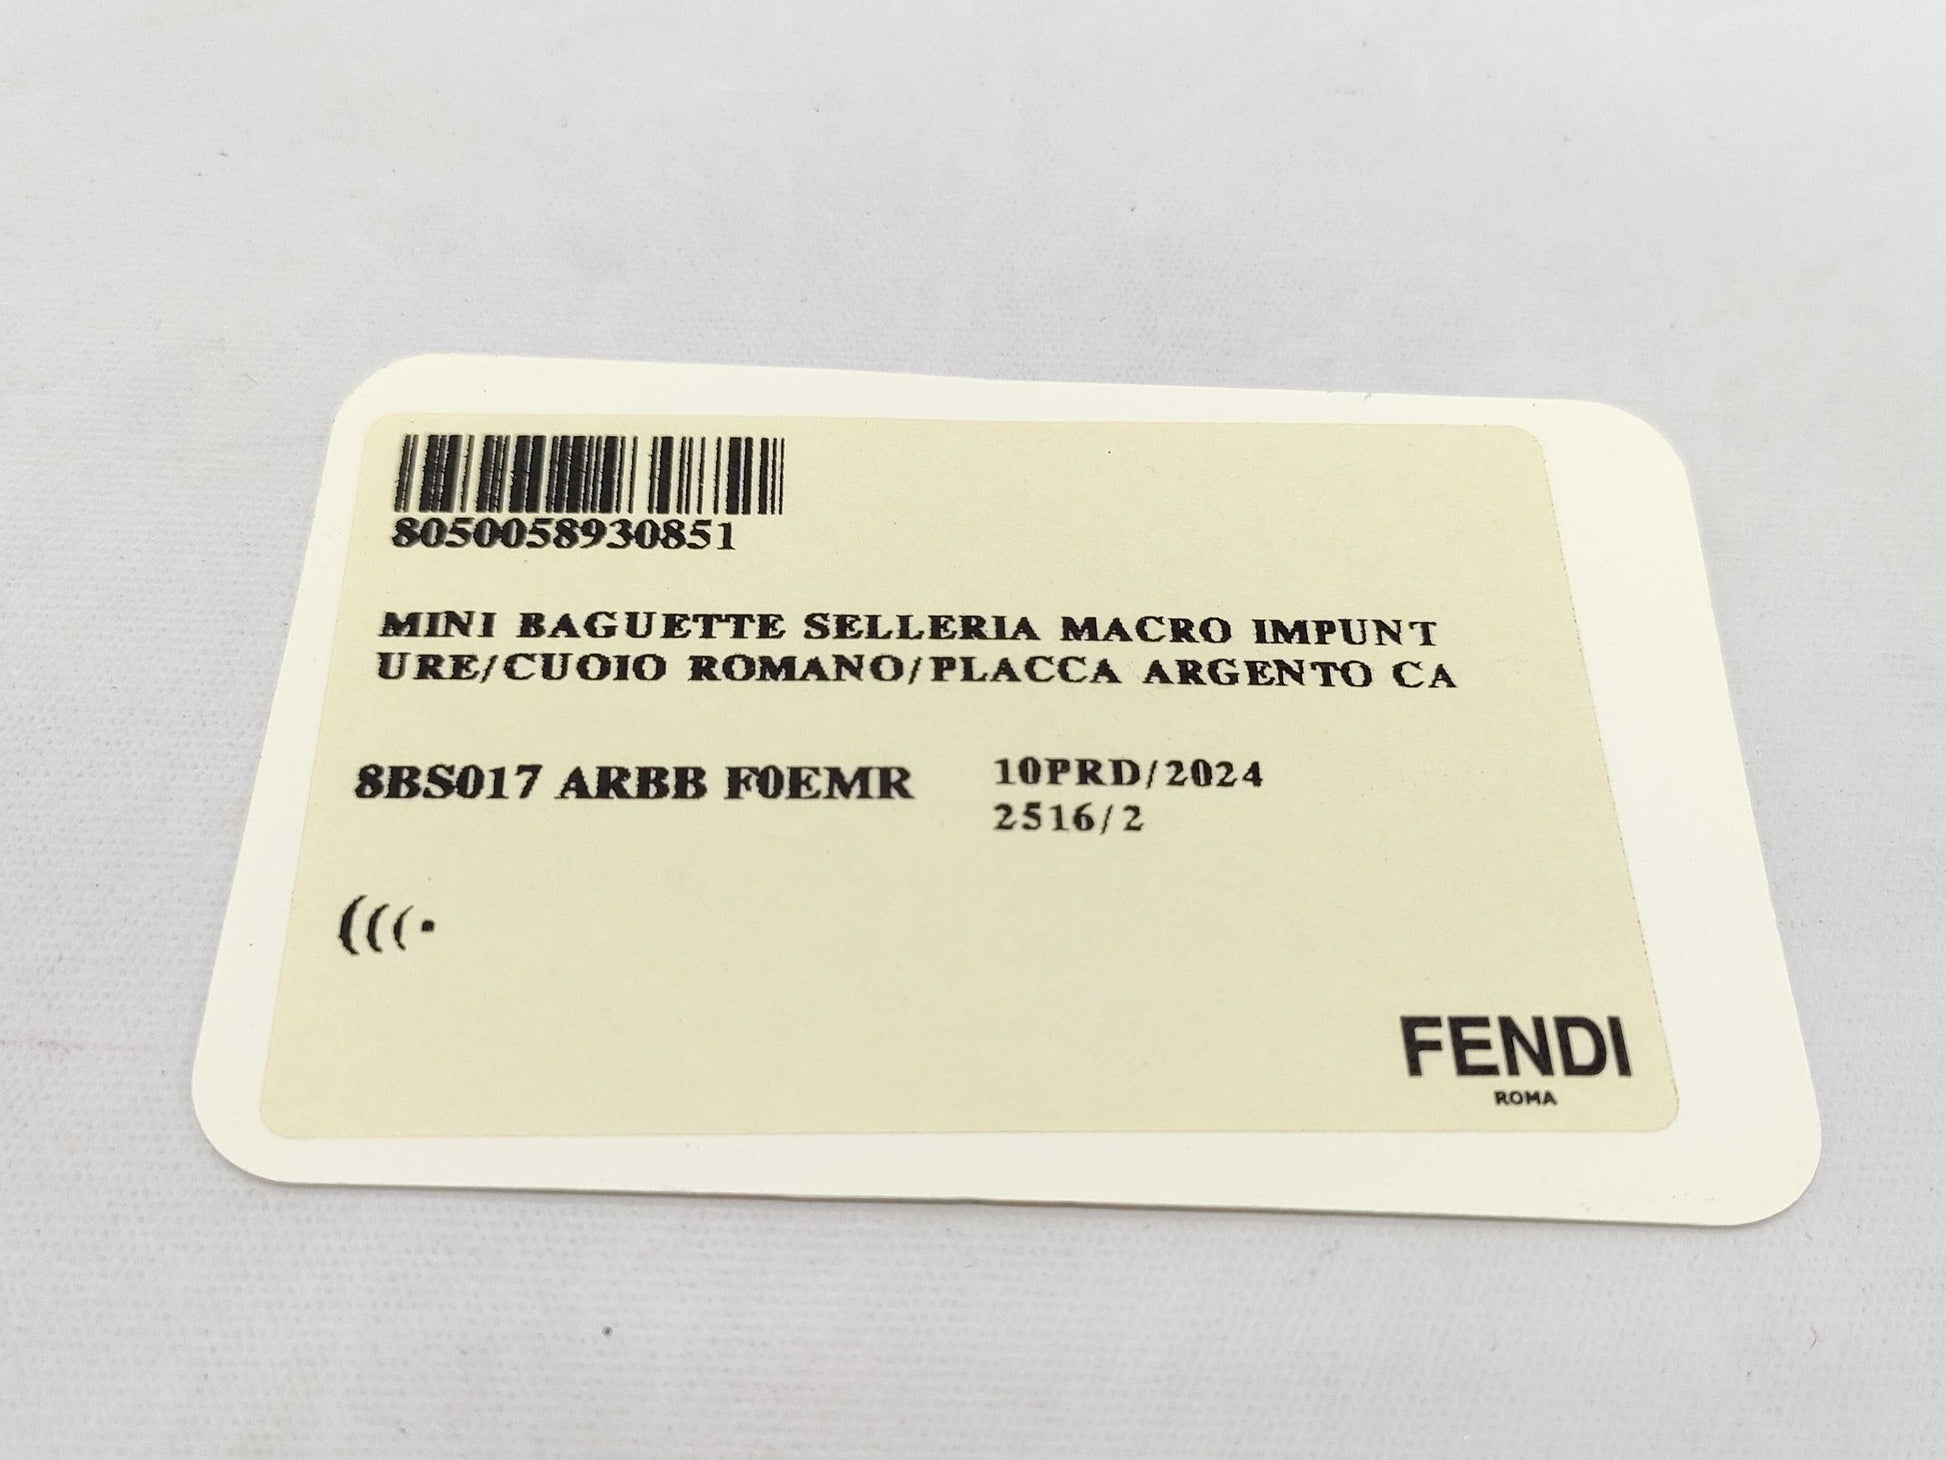 8050058930851
MINI BAGUETTE SELLERIA MACRO IMPUNT
URE/CUOIO ROMANO/PLACCA ARGENTO CA
8BS017 ARBB F0EMR
10PRD/2024
2516/2
(((·
FENDI
ROMA